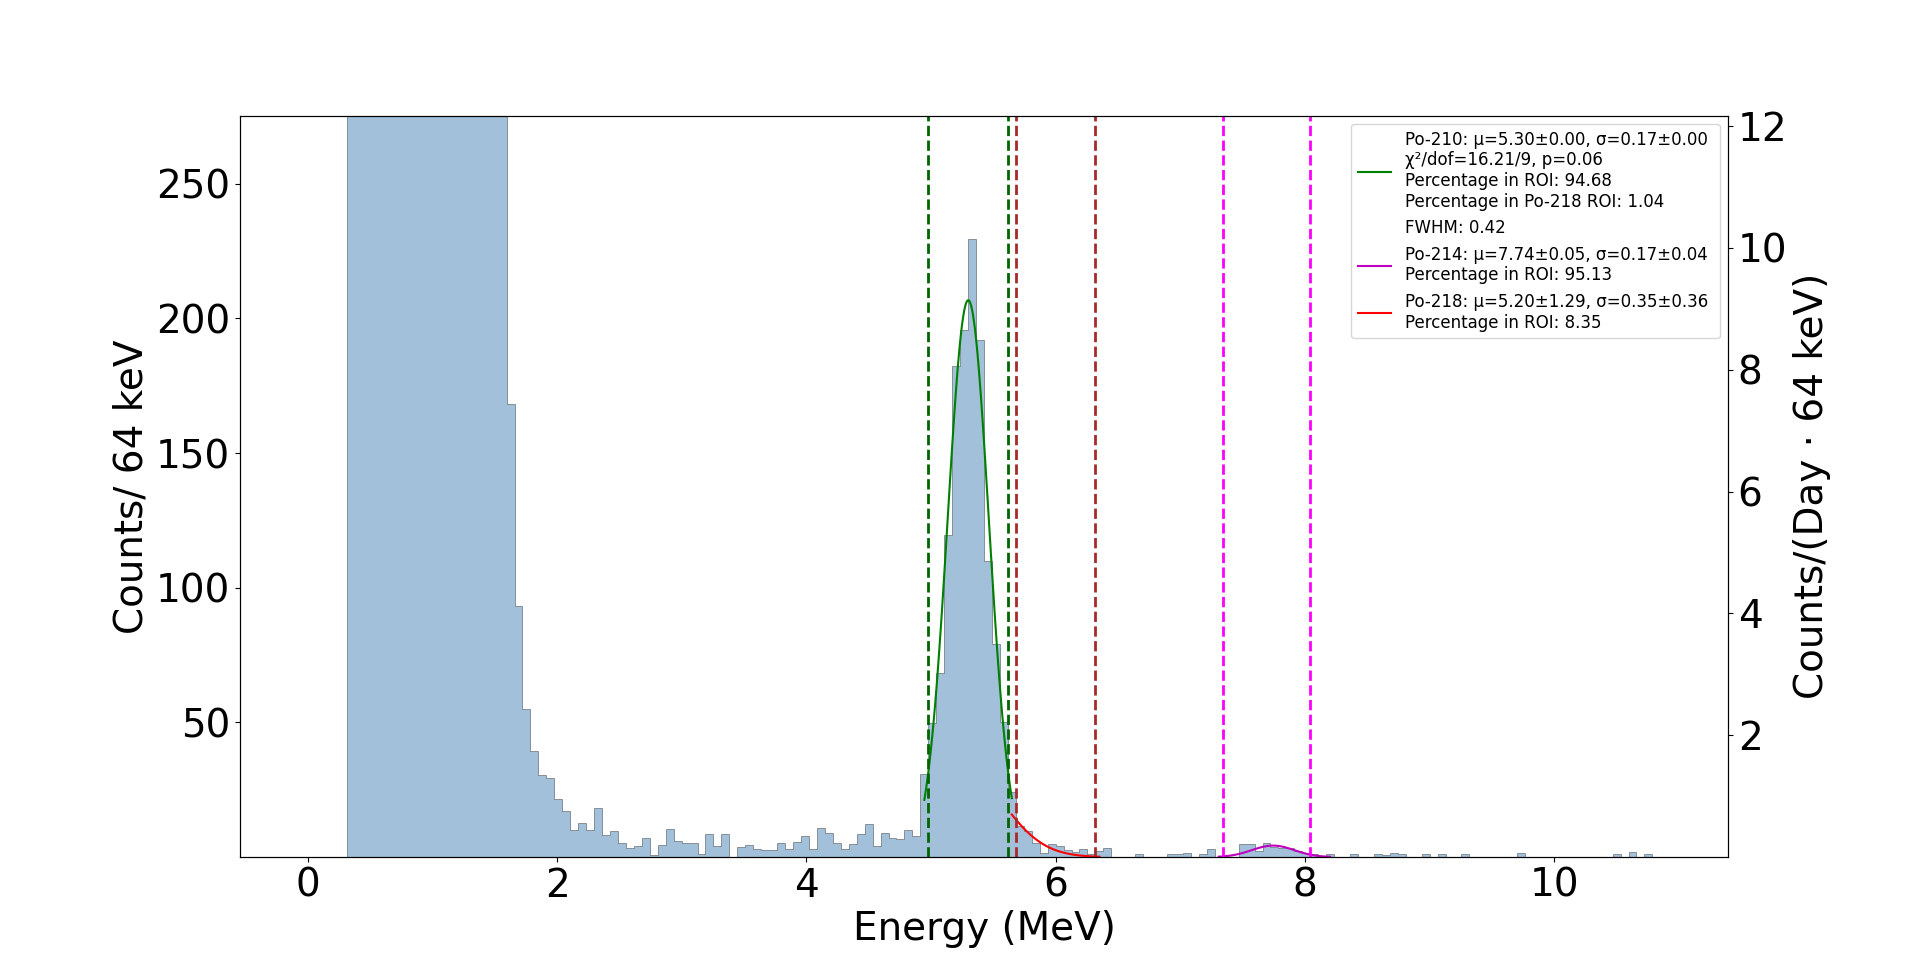 Po-210: μ=5.30±0.00, σ=0.17±0.00
χ²/dof=16.21/9, p=0.06
Percentage in ROI: 94.68
Percentage in Po-218 ROI: 1.04
FWHM: 0.42
Po-214: μ=7.74±0.05, σ=0.17±0.04
Percentage in ROI: 95.13
Po-218: μ=5.20±1.29, σ=0.35±0.36
Percentage in ROI: 8.35
Counts/ 64 keV
250
200
150
100
50
12
10
8
6
4
2
Counts/(Day · 64 keV)
0 2 4 6 8 10
Energy (MeV)